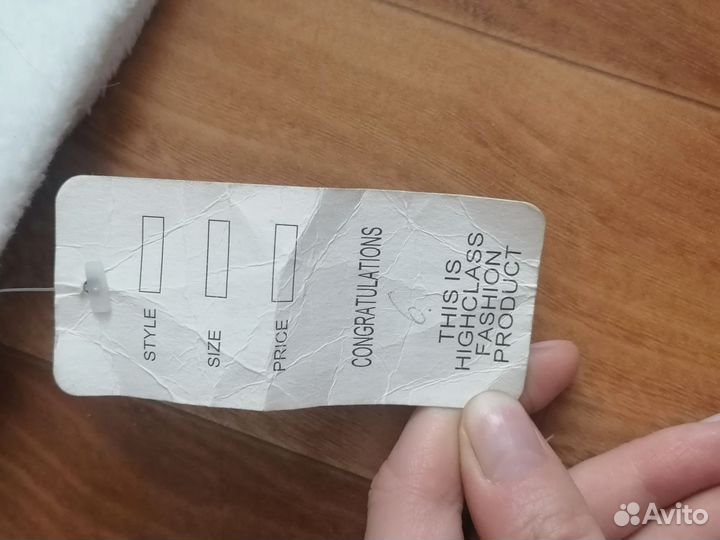 STYLE
SIZE
PRICE
CONGRATULATIONS
THIS IS
HIGHCLASS
FASHION
PRODUCT
Avito